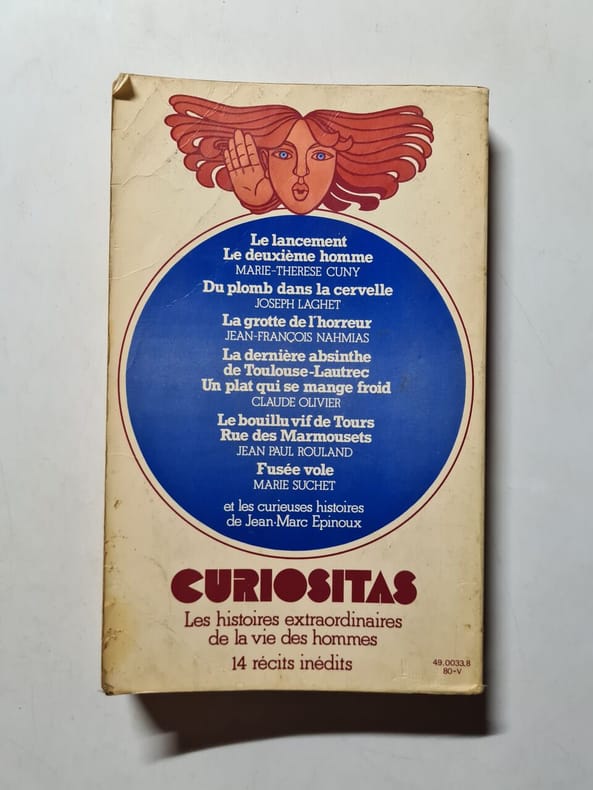 Le lancement
Le deuxième homme
MARIE-THERESE CUNY
Du plomb dans la cervelle
JOSEPH LAGHET
La grotte de l'horreur
JEAN-FRANÇOIS NAHMIAS
La dernière absinthe
de Toulouse-Lautrec
Un plat qui se mange froid
CLAUDE OLIVIER
Le bouillu vif de Tours
Rue des Marmousets
JEAN PAUL ROULAND
Fusée vole
MARIE SUCHET
et les curieuses histoires
de Jean-Marc Epinoux
CURIOSITAS
Les histoires extraordinaires
de la vie des hommes
14 récits inédits
49.0033.8
80-V